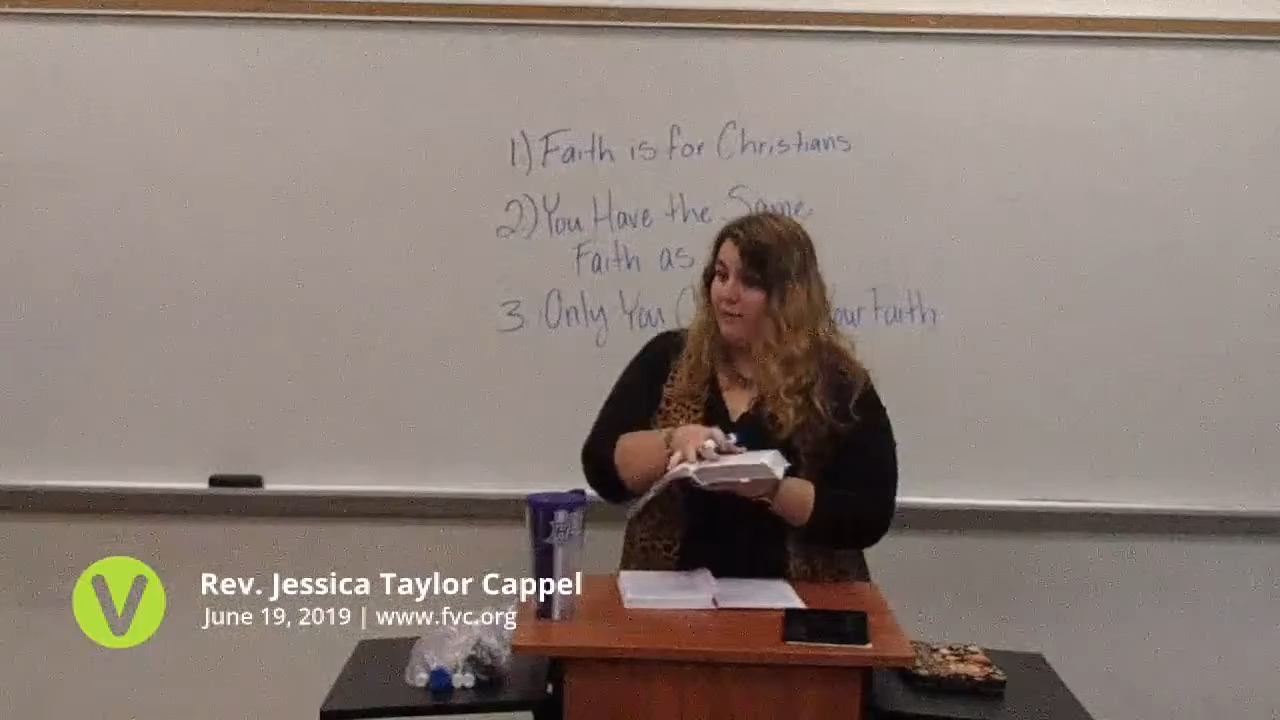 1) Faith is for Christians
2) You Have the Same
Faith as
3 Only You Your Faith
V
Rev. Jessica Taylor Cappel
June 19, 2019 | www.fvc.org